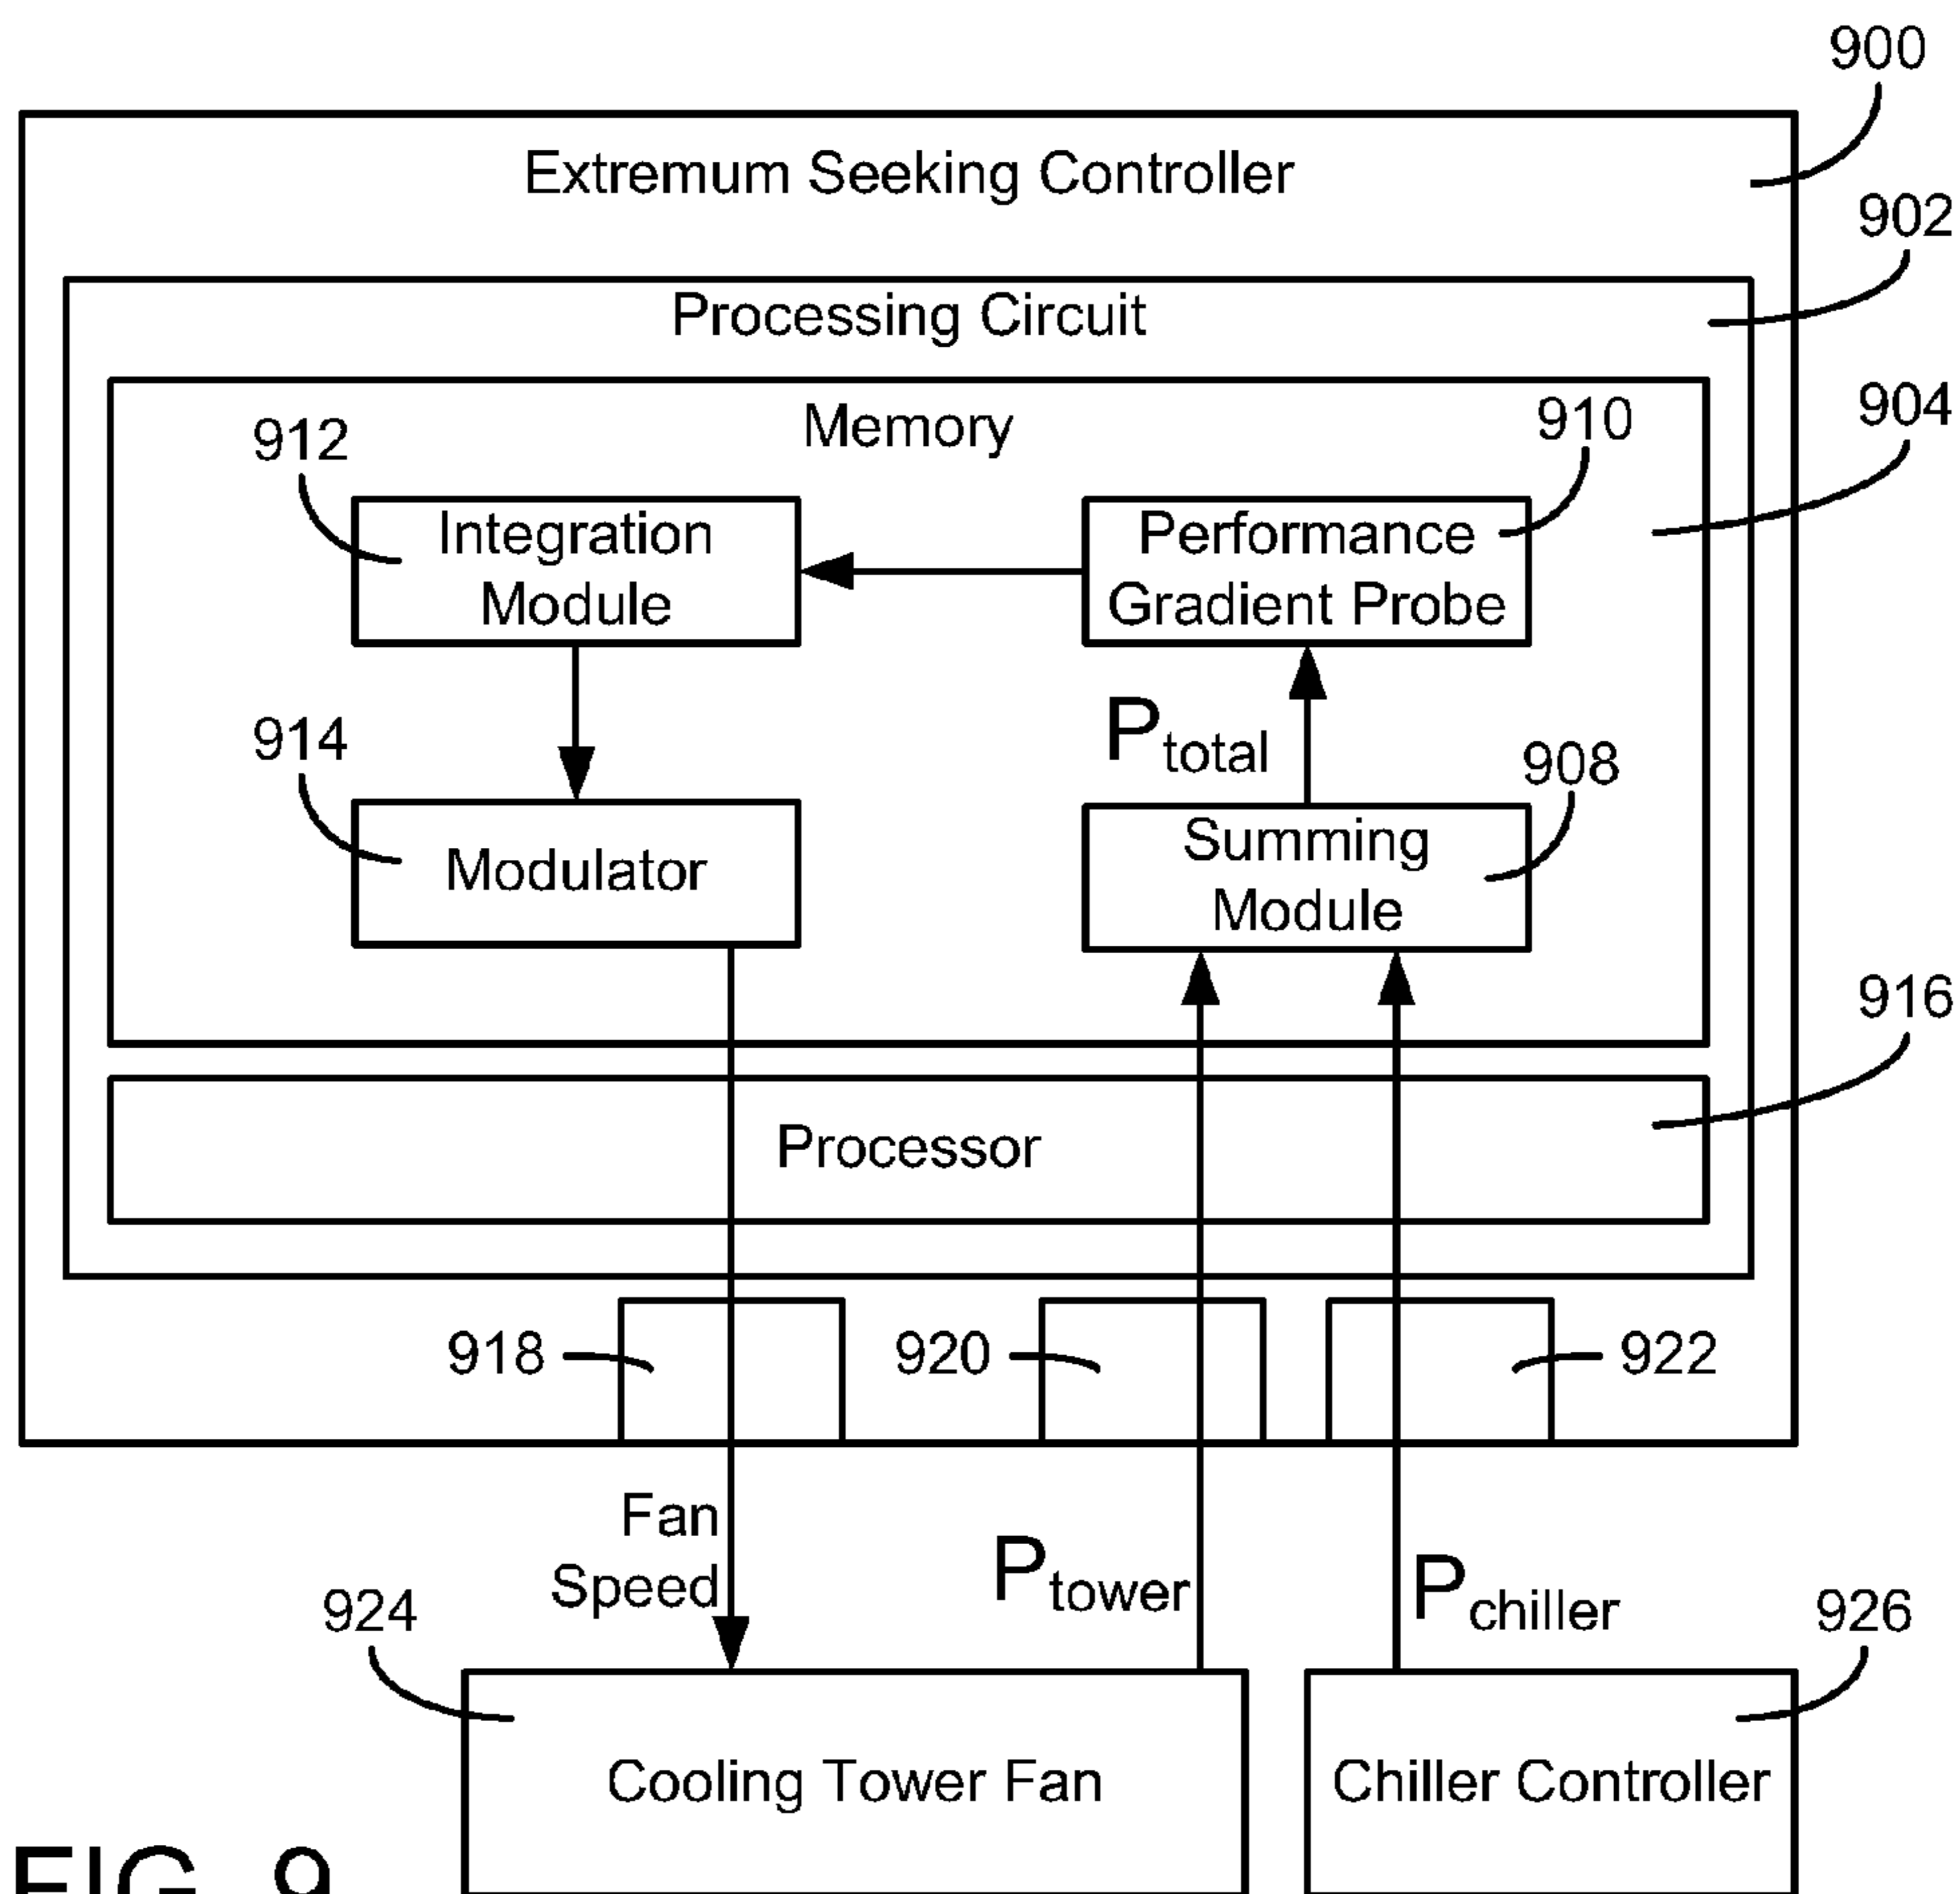 900
Extremum Seeking Controller
902
Processing Circuit
904
Memory
910
912
Integration
Module
Performance
Gradient Probe
914
Ptotal
908
Modulator
Summing
Module
916
Processor
918
920
922
Fan
Speed
Ptower
Pchiller
924
926
Cooling Tower Fan
Chiller Controller
FIG. 9